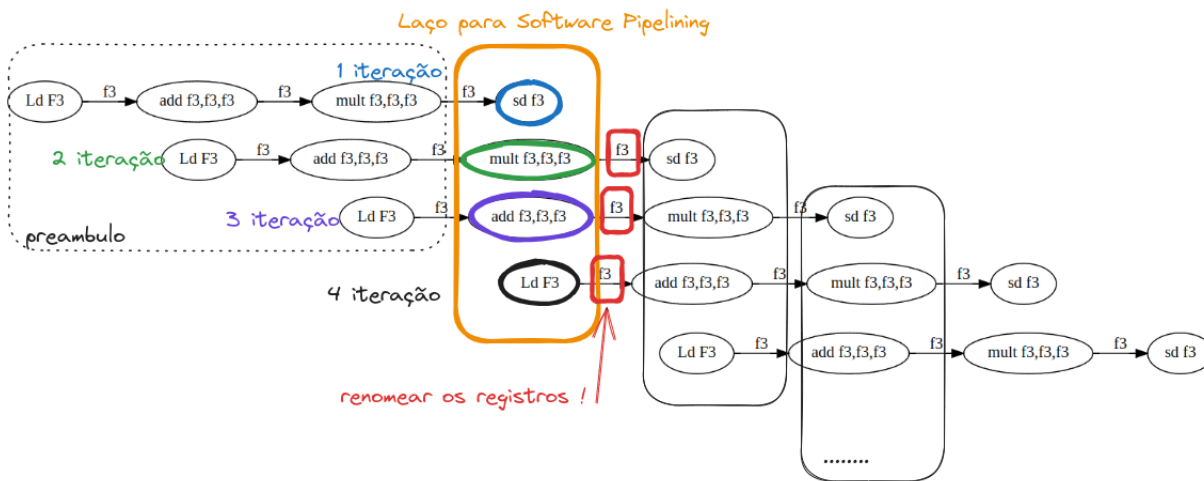 Laço para Software Pipelining
1 iteração
Ld F3 f3 add f3,f3,f3 f3 mult f3,f3,f3 f3 sd f3
2 iteração Ld F3 f3 add f3,f3,f3 f3 mult f3,f3,f3 f3 sd f3
3 iteração Ld F3 f3 add f3,f3,f3 f3 mult f3,f3,f3 f3 sd f3
preambulo
4 iteração Ld F3 f3 add f3,f3,f3 f3 mult f3,f3,f3 f3 sd f3
Ld F3 f3 add f3,f3,f3 f3 mult f3,f3,f3 f3 sd f3
renomear os registros !
........